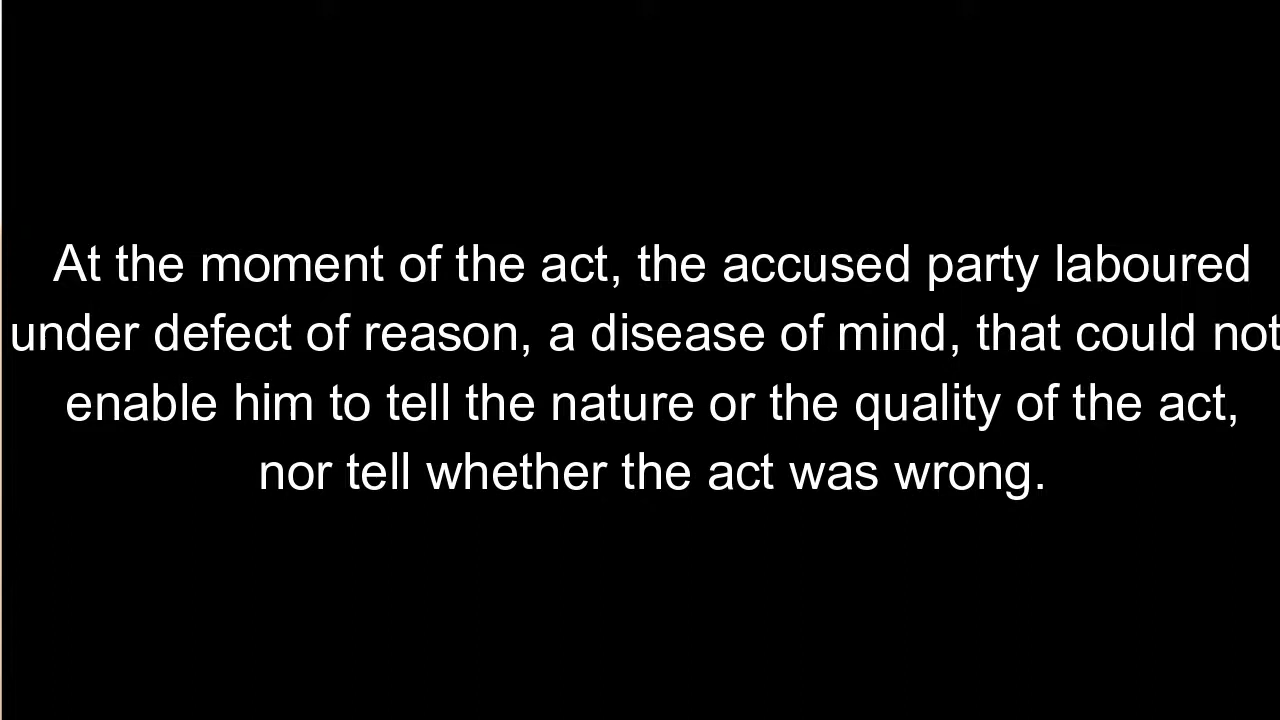 At the moment of the act, the accused party laboured
under defect of reason, a disease of mind, that could not
enable him to tell the nature or the quality of the act,
nor tell whether the act was wrong.